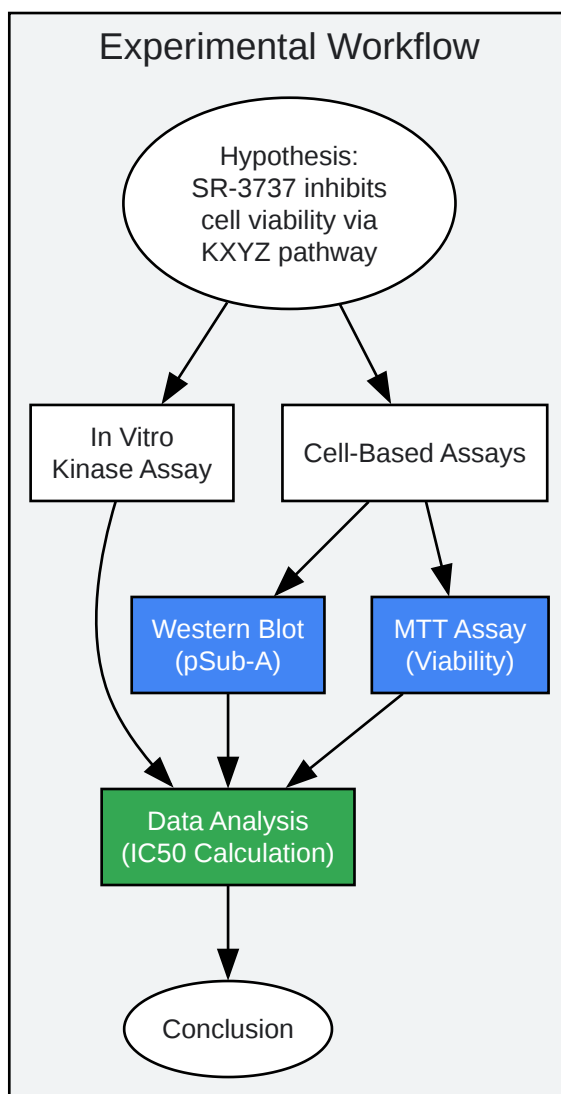 Experimental Workflow
Hypothesis:
SR-3737 inhibits
cell viability via
KXYZ pathway
In Vitro
Kinase Assay
Cell-Based Assays
Western Blot
(pSub-A)
MTT Assay
(Viability)
Data Analysis
(IC50 Calculation)
Conclusion